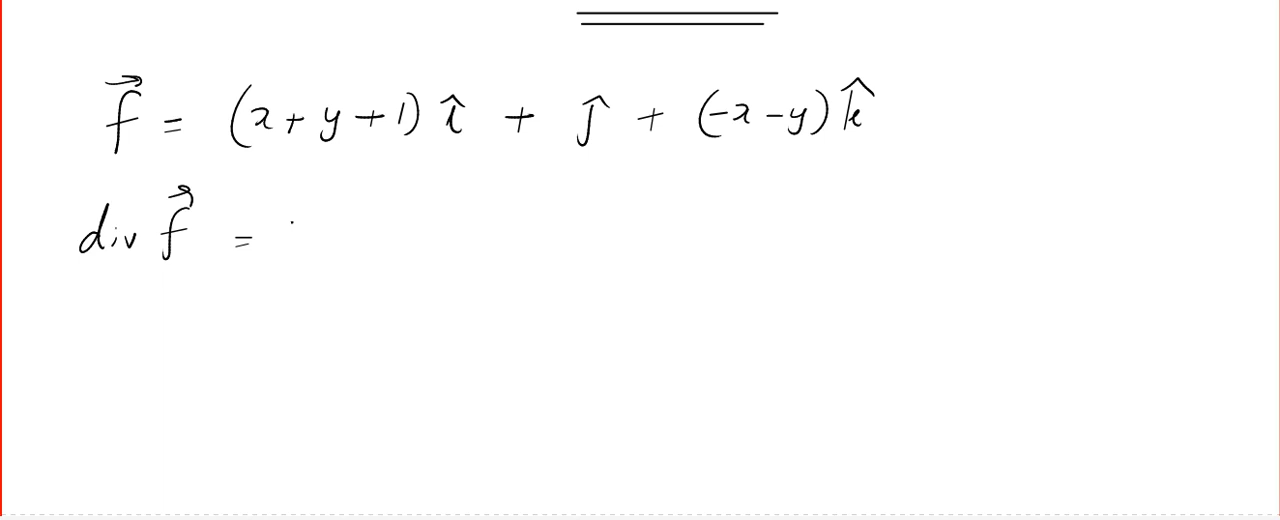 f⃗ = (x + y + 1) î + ĵ + (-x - y) k̂
div f⃗ =